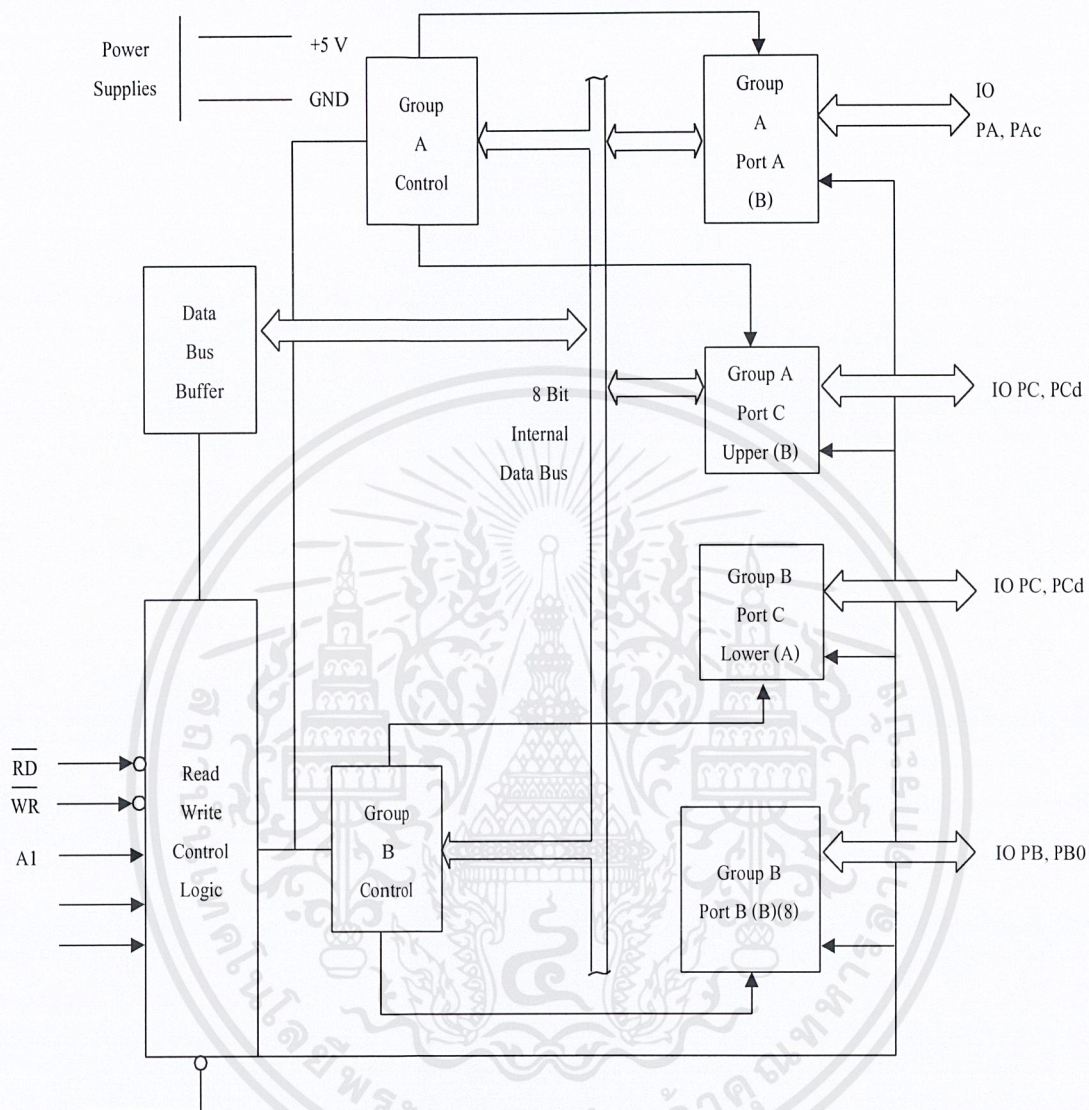 Power
Supplies
+5 V
GND
Group
A
Control
Group
A
Port A
(B)
IO
PA, PAc
Data
Bus
Buffer
8 Bit
Internal
Data Bus
Group A
Port C
Upper (B)
IO PC, PCd
Group B
Port C
Lower (A)
IO PC, PCd
RD
WR
A1
Read
Write
Control
Logic
Group
B
Control
Group B
Port B (B)(8)
IO PB, PB0